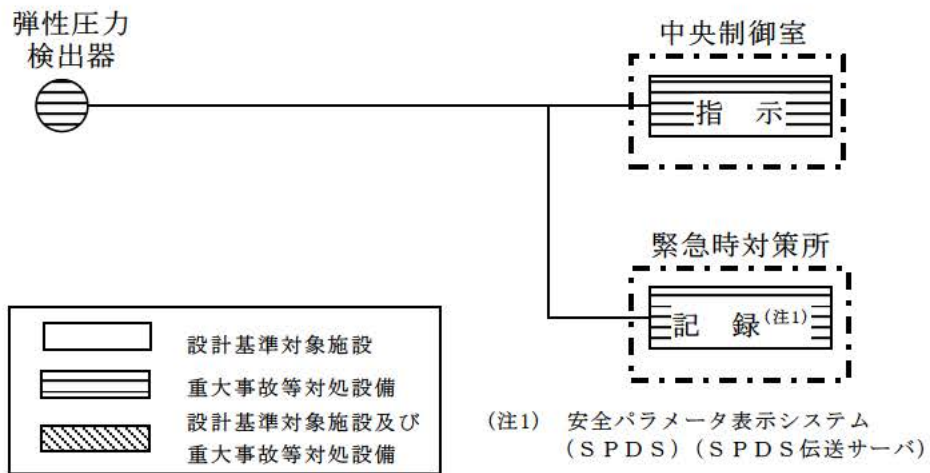 弾性圧力
検出器
中央制御室
指　示
緊急時対策所
記　録(注1)
設計基準対象施設
重大事故等対処設備
設計基準対象施設及び
重大事故等対処設備
(注1)　安全パラメータ表示システム
（ＳＰＤＳ）（ＳＰＤＳ伝送サーバ）